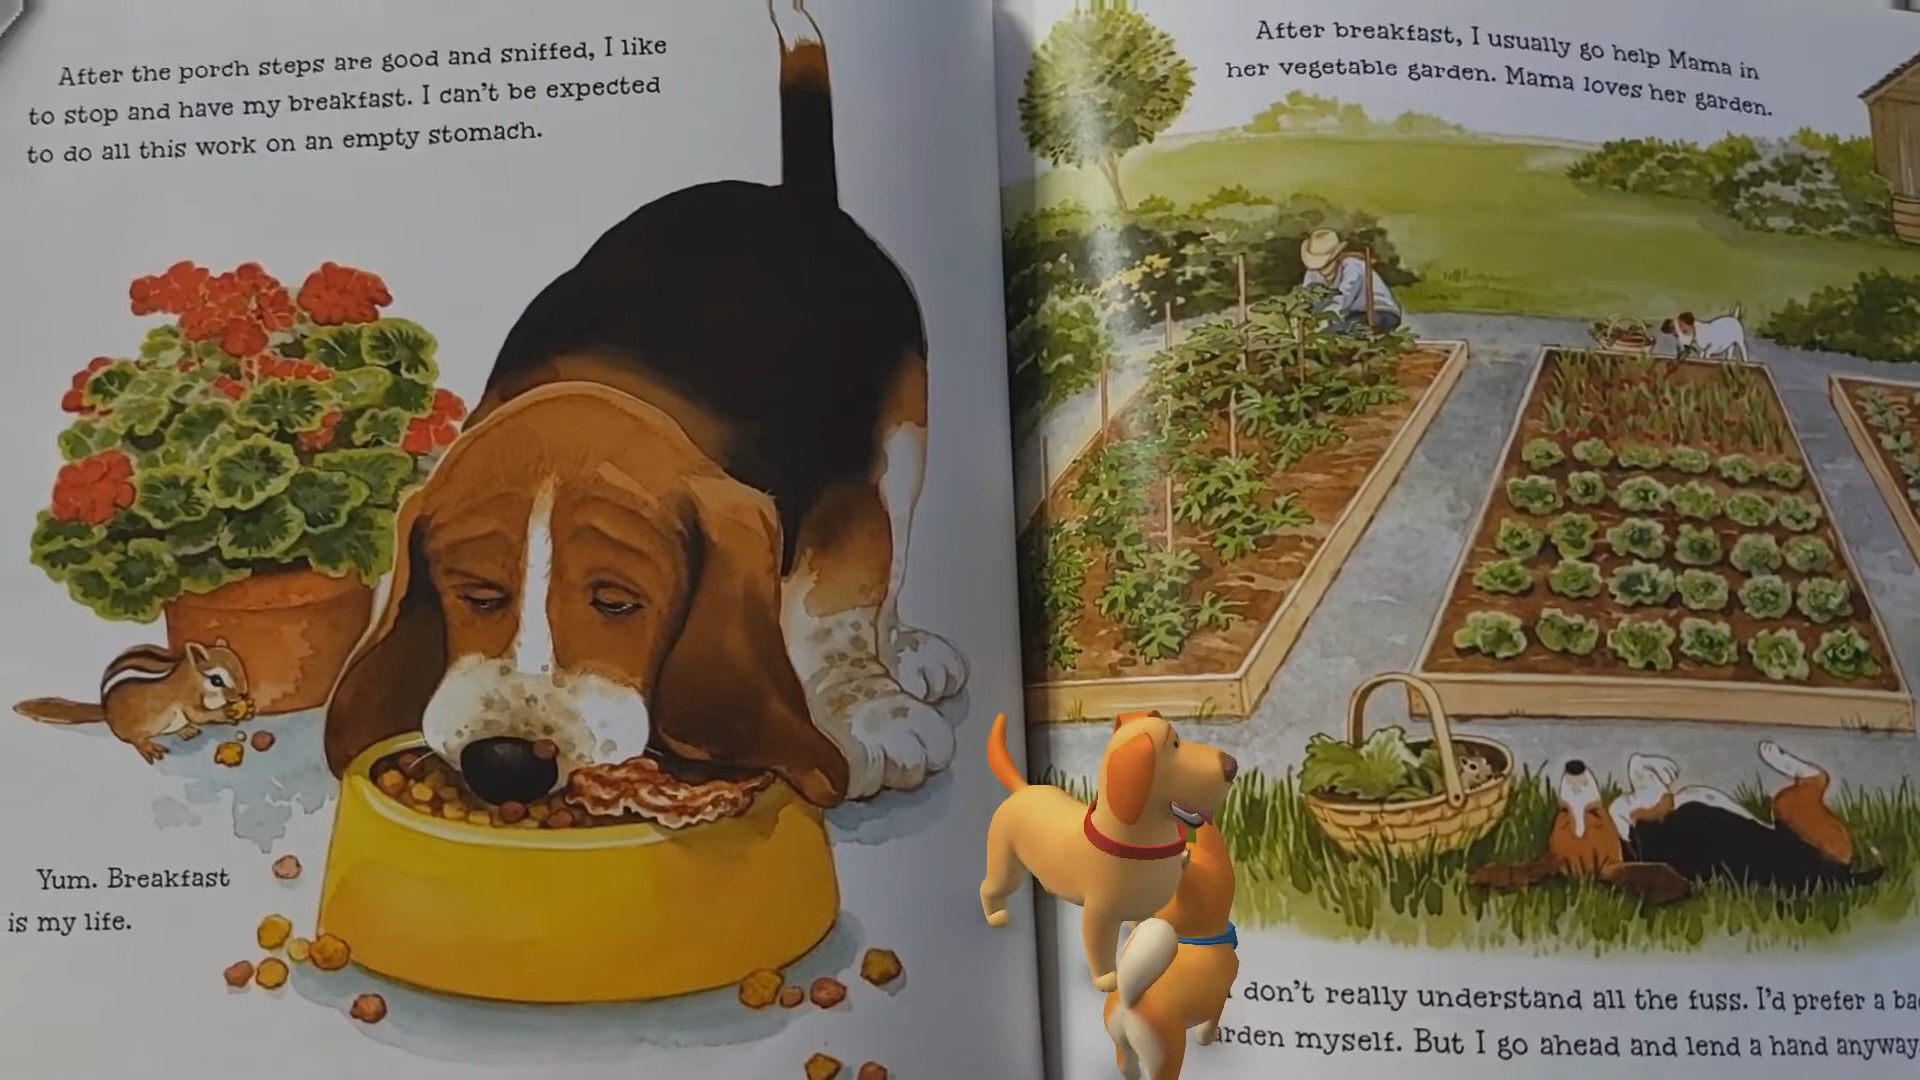 After the porch steps are good and sniffed, I like
to stop and have my breakfast. I can't be expected
to do all this work on an empty stomach.
Yum. Breakfast
is my life.
After breakfast, I usually go help Mama in
her vegetable garden. Mama loves her garden.
don't really understand all the fuss. I'd prefer a
myself. But I go ahead and lend a hand anyway